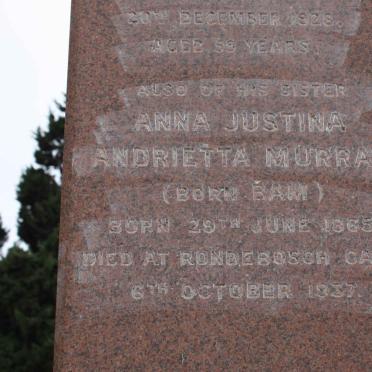 20TH DECEMBER 1928.
AGED 59 YEARS.
ALSO OF HIS SISTER
ANNA JUSTINA
ANDRIETTA MURRA
(BORN BAM)
BORN 29TH JUNE 1865
DIED AT RONDEBOSCH CA
6TH OCTOBER 1937.